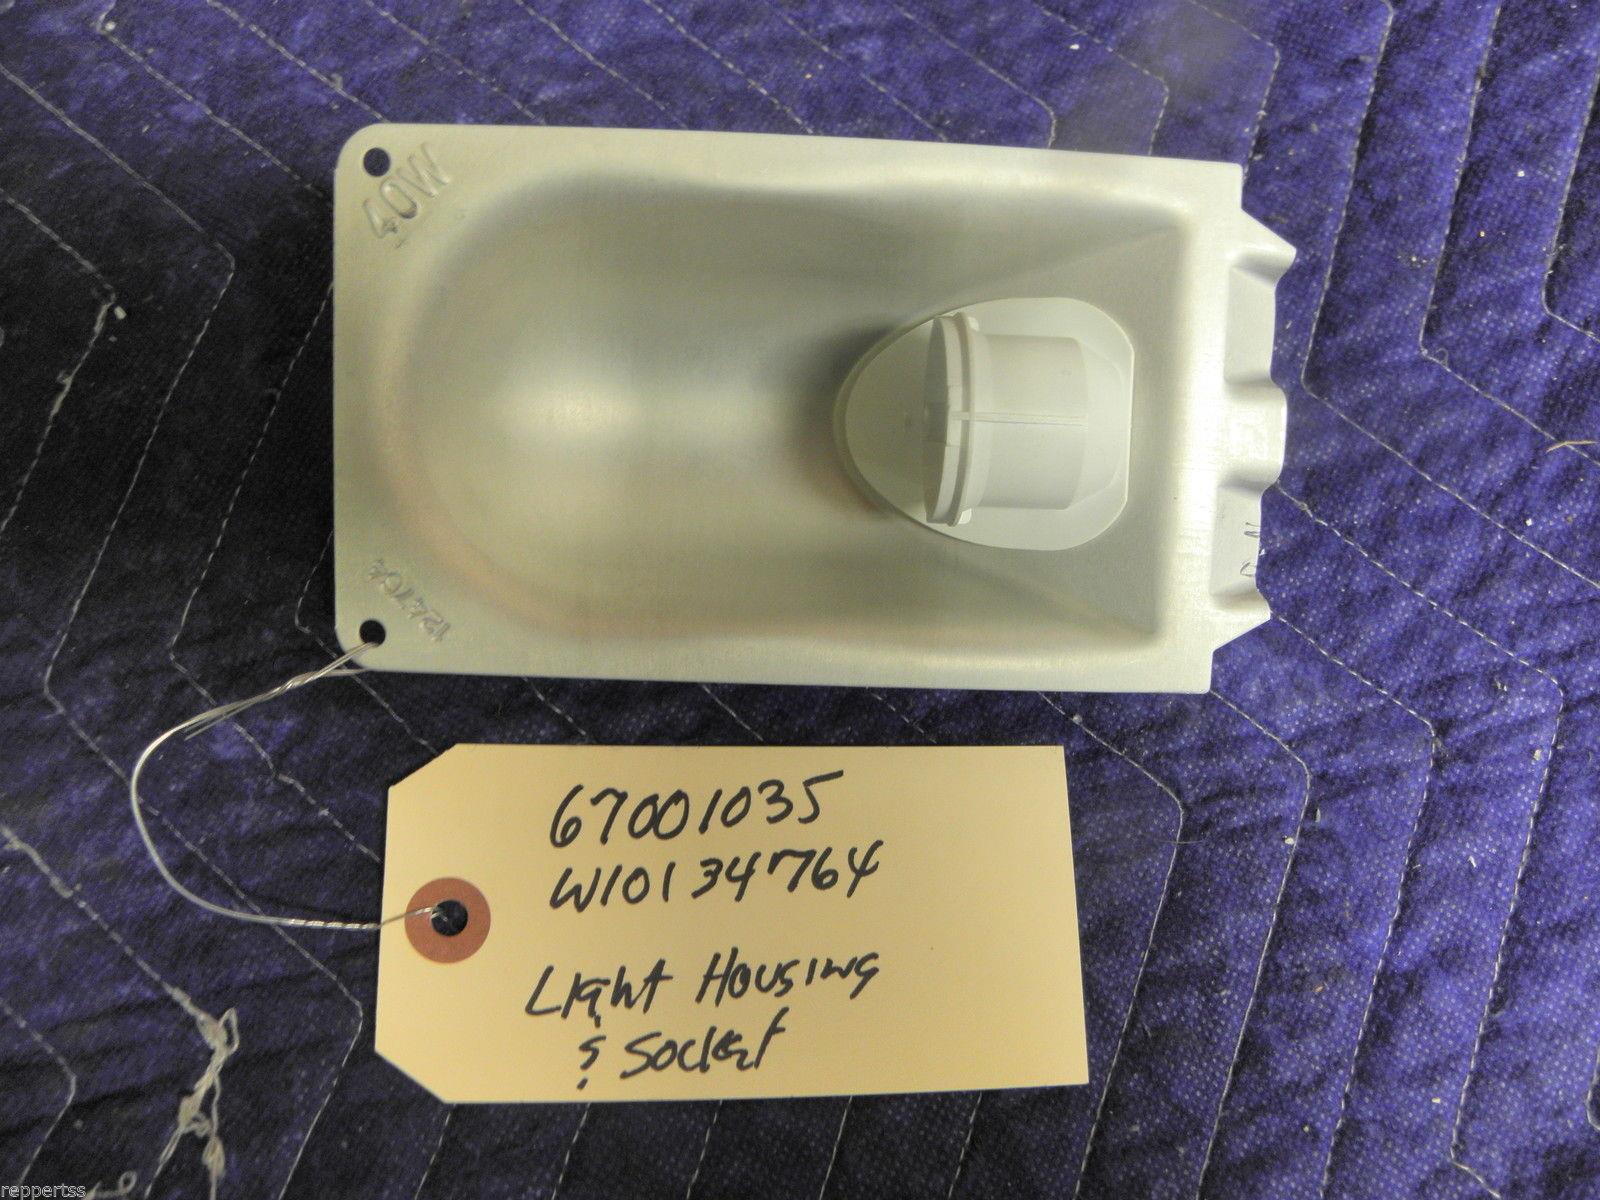 40W
67001035
W10134764
Light Housing
& Socket
reppertss